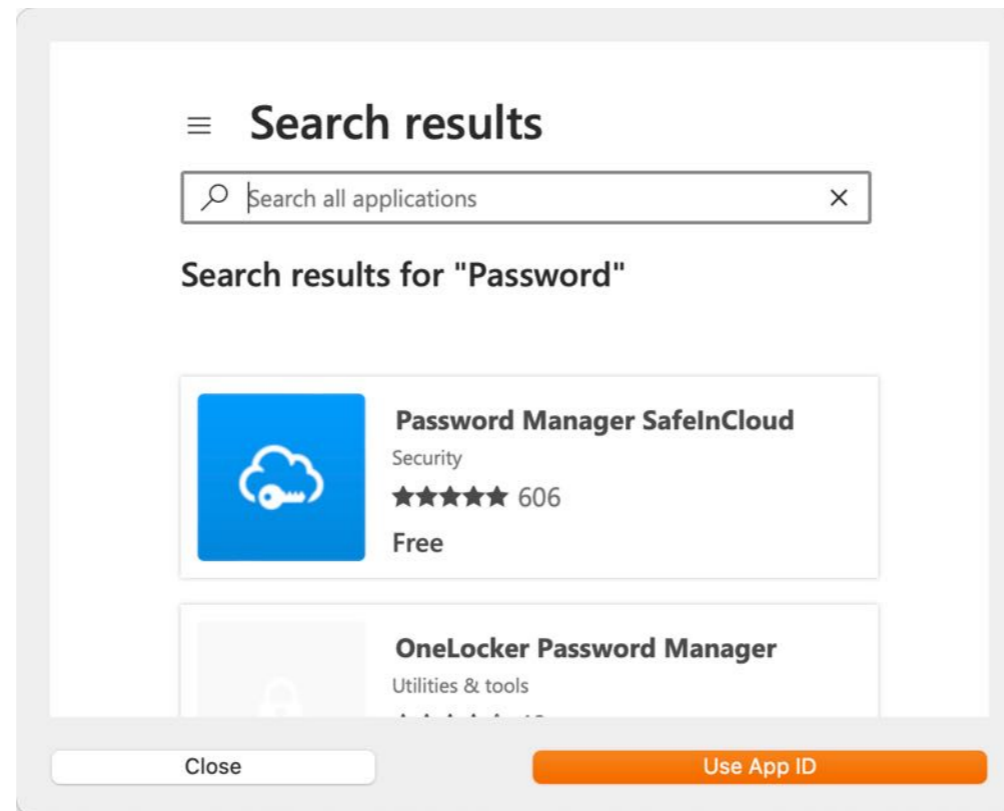 Search results
Search all applications
Search results for "Password"
Password Manager SafeInCloud
Security
606
Free
OneLocker Password Manager
Utilities & tools
Close
Use App ID